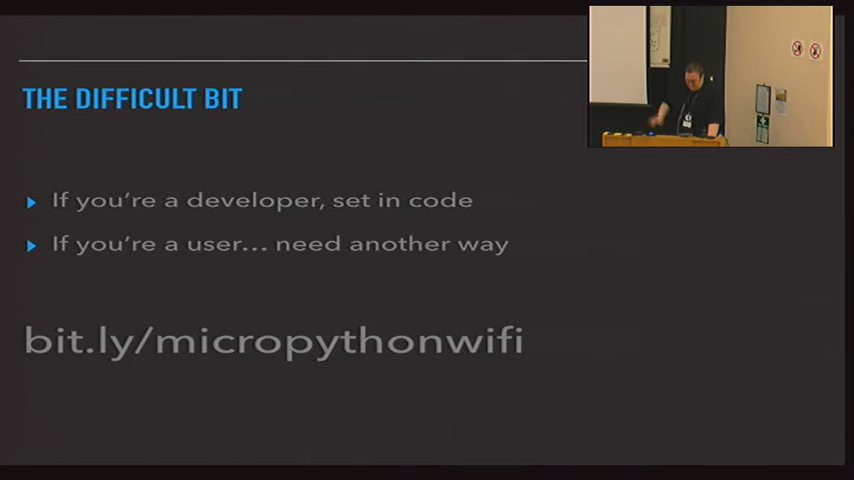 THE DIFFICULT BIT
If you're a developer, set in code
If you're a user... need another way
bit.ly/micropythonwifi